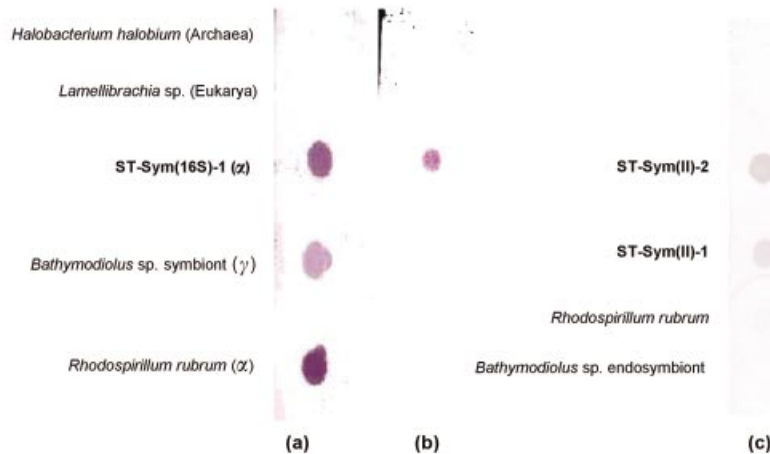 Halobacterium halobium (Archaea)
Lamellibrachia sp. (Eukarya)
ST-Sym(16S)-1 (α)
ST-Sym(II)-2
ST-Sym(II)-1
Bathymodiolus sp. symbiont (γ)
Rhodospirillum rubrum
Rhodospirillum rubrum (α)
Bathymodiolus sp. endosymbiont
(a)
(b)
(c)